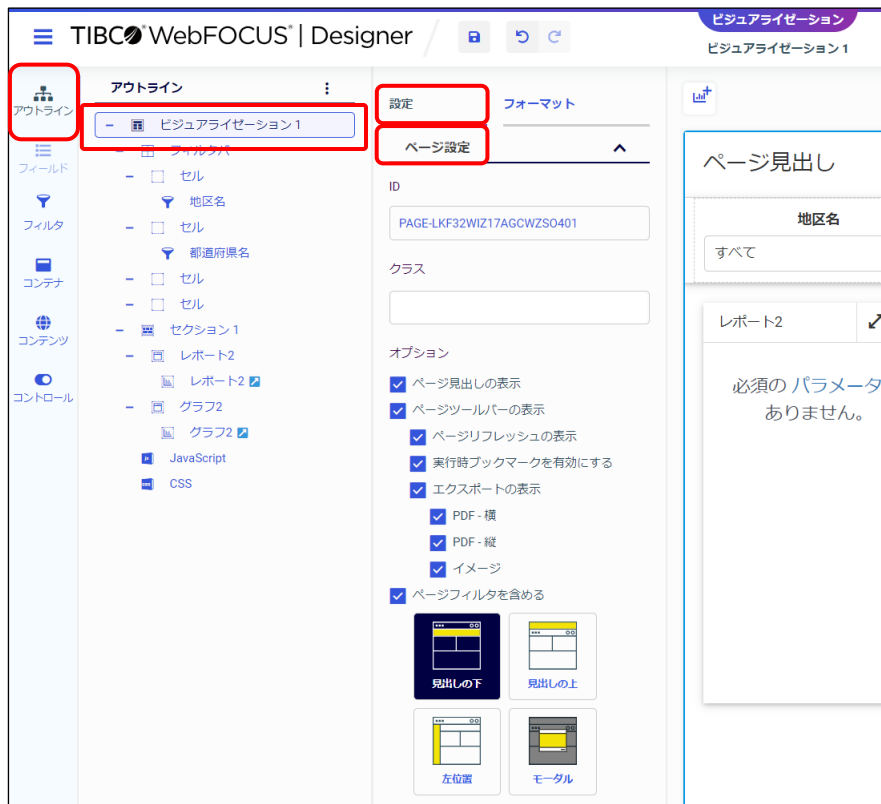 TIBCO® WebFOCUS® | Designer
ビジュアライゼーション
ビジュアライゼーション 1
アウトライン
フィールド
フィルタ
コンテナ
コンテンツ
コントロール
アウトライン
ビジュアライゼーション 1
フィルタバ
セル
地区名
セル
都道府県名
セル
セル
セクション 1
レポート2
レポート2
グラフ2
グラフ2
JavaScript
CSS
設定
フォーマット
ページ設定
ID
PAGE-LKF32WIZ17AGCWZSO401
クラス
オプション
ページ見出しの表示
ページツールバーの表示
ページリフレッシュの表示
実行時ブックマークを有効にする
エクスポートの表示
PDF - 横
PDF - 縦
イメージ
ページフィルタを含める
見出しの下
見出しの上
左位置
モーダル
ページ見出し
地区名
すべて
レポート2
必須の パラメータ
ありません。